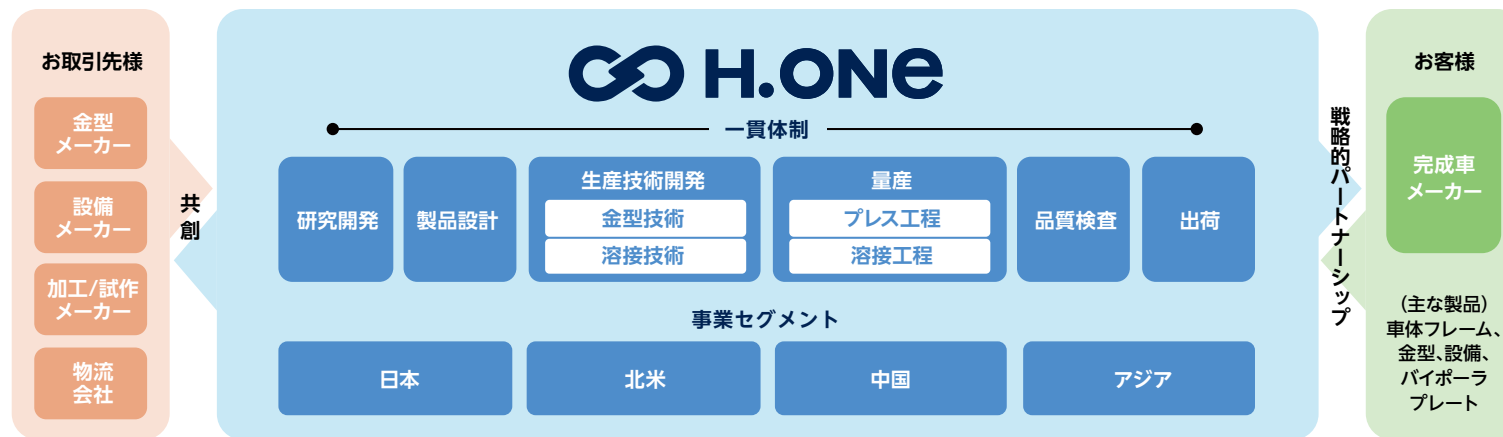 お取引先様
金型
メーカー
設備
メーカー
加工/試作
メーカー
物流
会社
共創
H.ONE
一貫体制
研究開発
製品設計
生産技術開発
金型技術
溶接技術
量産
プレス工程
溶接工程
品質検査
出荷
事業セグメント
日本
北米
中国
アジア
戦略的パートナーシップ
お客様
完成車
メーカー
(主な製品)
車体フレーム、
金型、設備、
バイポーラ
プレート